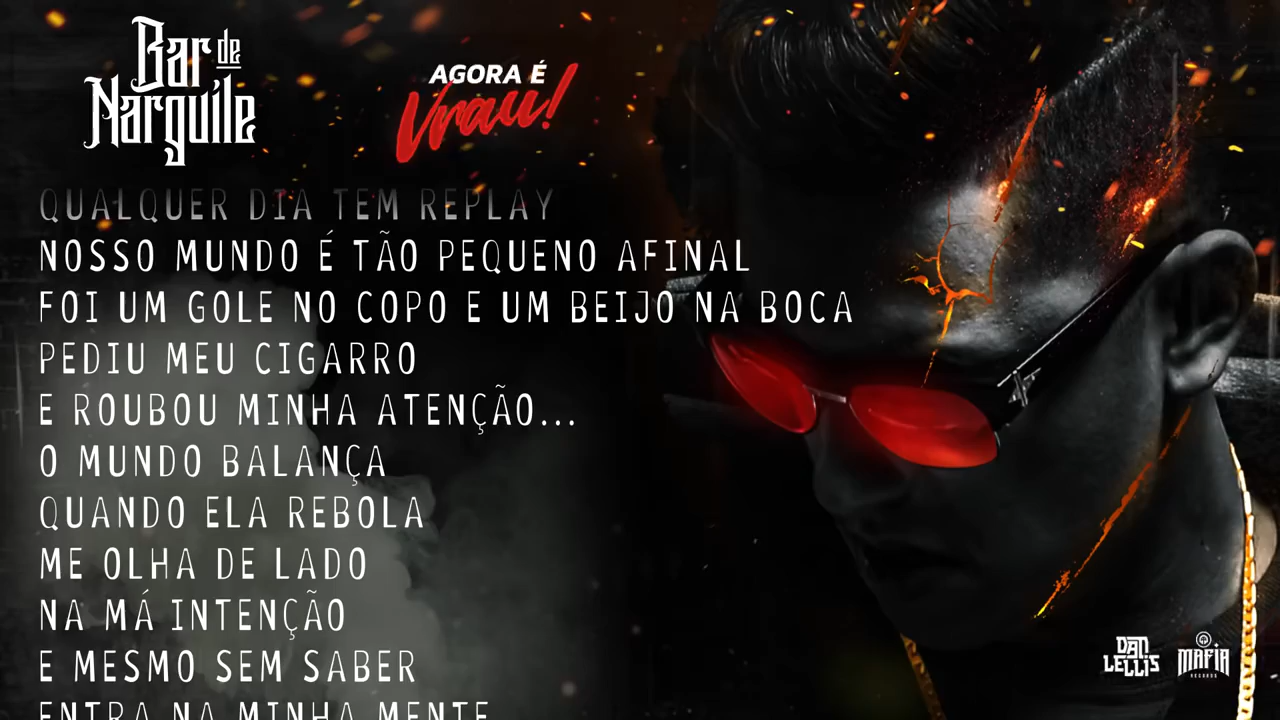 Bar de
Narguile
AGORA É
Vrau!
QUALQUER DIA TEM REPLAY
NOSSO MUNDO É TÃO PEQUENO AFINAL
FOI UM GOLE NO COPO E UM BEIJO NA BOCA
PEDIU MEU CIGARRO
E ROUBOU MINHA ATENÇÃO...
O MUNDO BALANÇA
QUANDO ELA REBOLA
ME OLHA DE LADO
NA MÁ INTENÇÃO
E MESMO SEM SABER
ENTRA NA MINHA MENTE
DAN
LELLIS
MAFIA
RECORDS